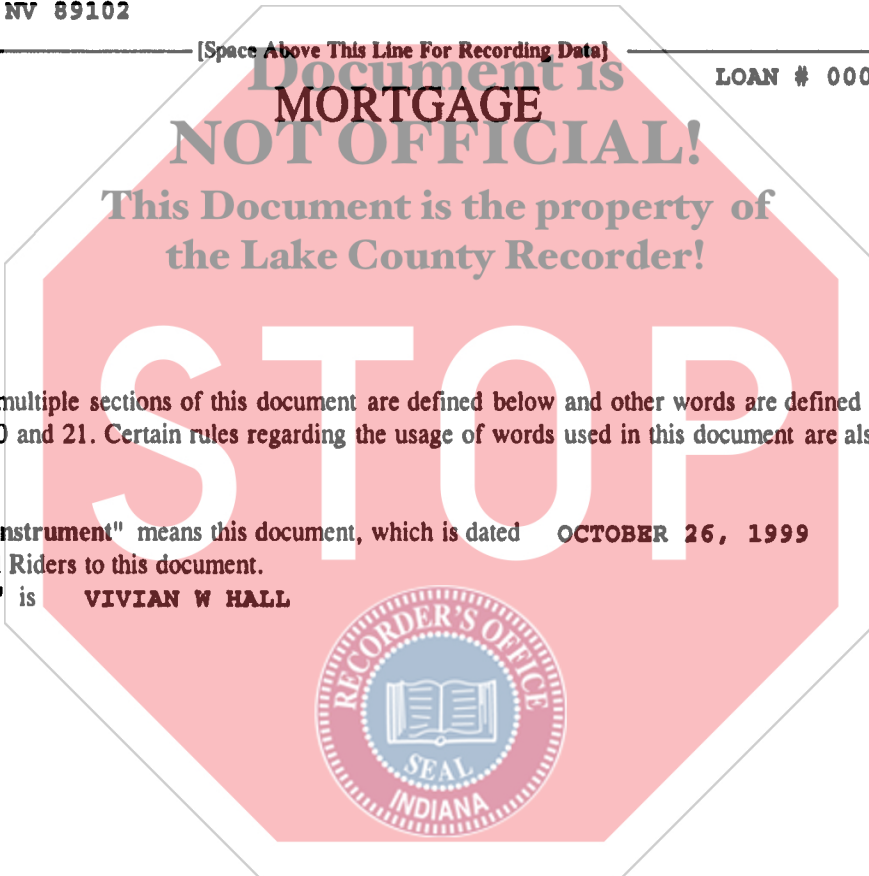 NV 89102
[Space Above This Line For Recording Data]
Document is
LOAN # 000
MORTGAGE
NOT OFFICIAL!
This Document is the property of
the Lake County Recorder!
STOP
multiple sections of this document are defined below and other words are defined
0 and 21. Certain rules regarding the usage of words used in this document are als
nstrument" means this document, which is dated OCTOBER 26, 1999
Riders to this document.
" is VIVIAN W HALL
RECORDER'S OFFICE
SEAL
INDIANA